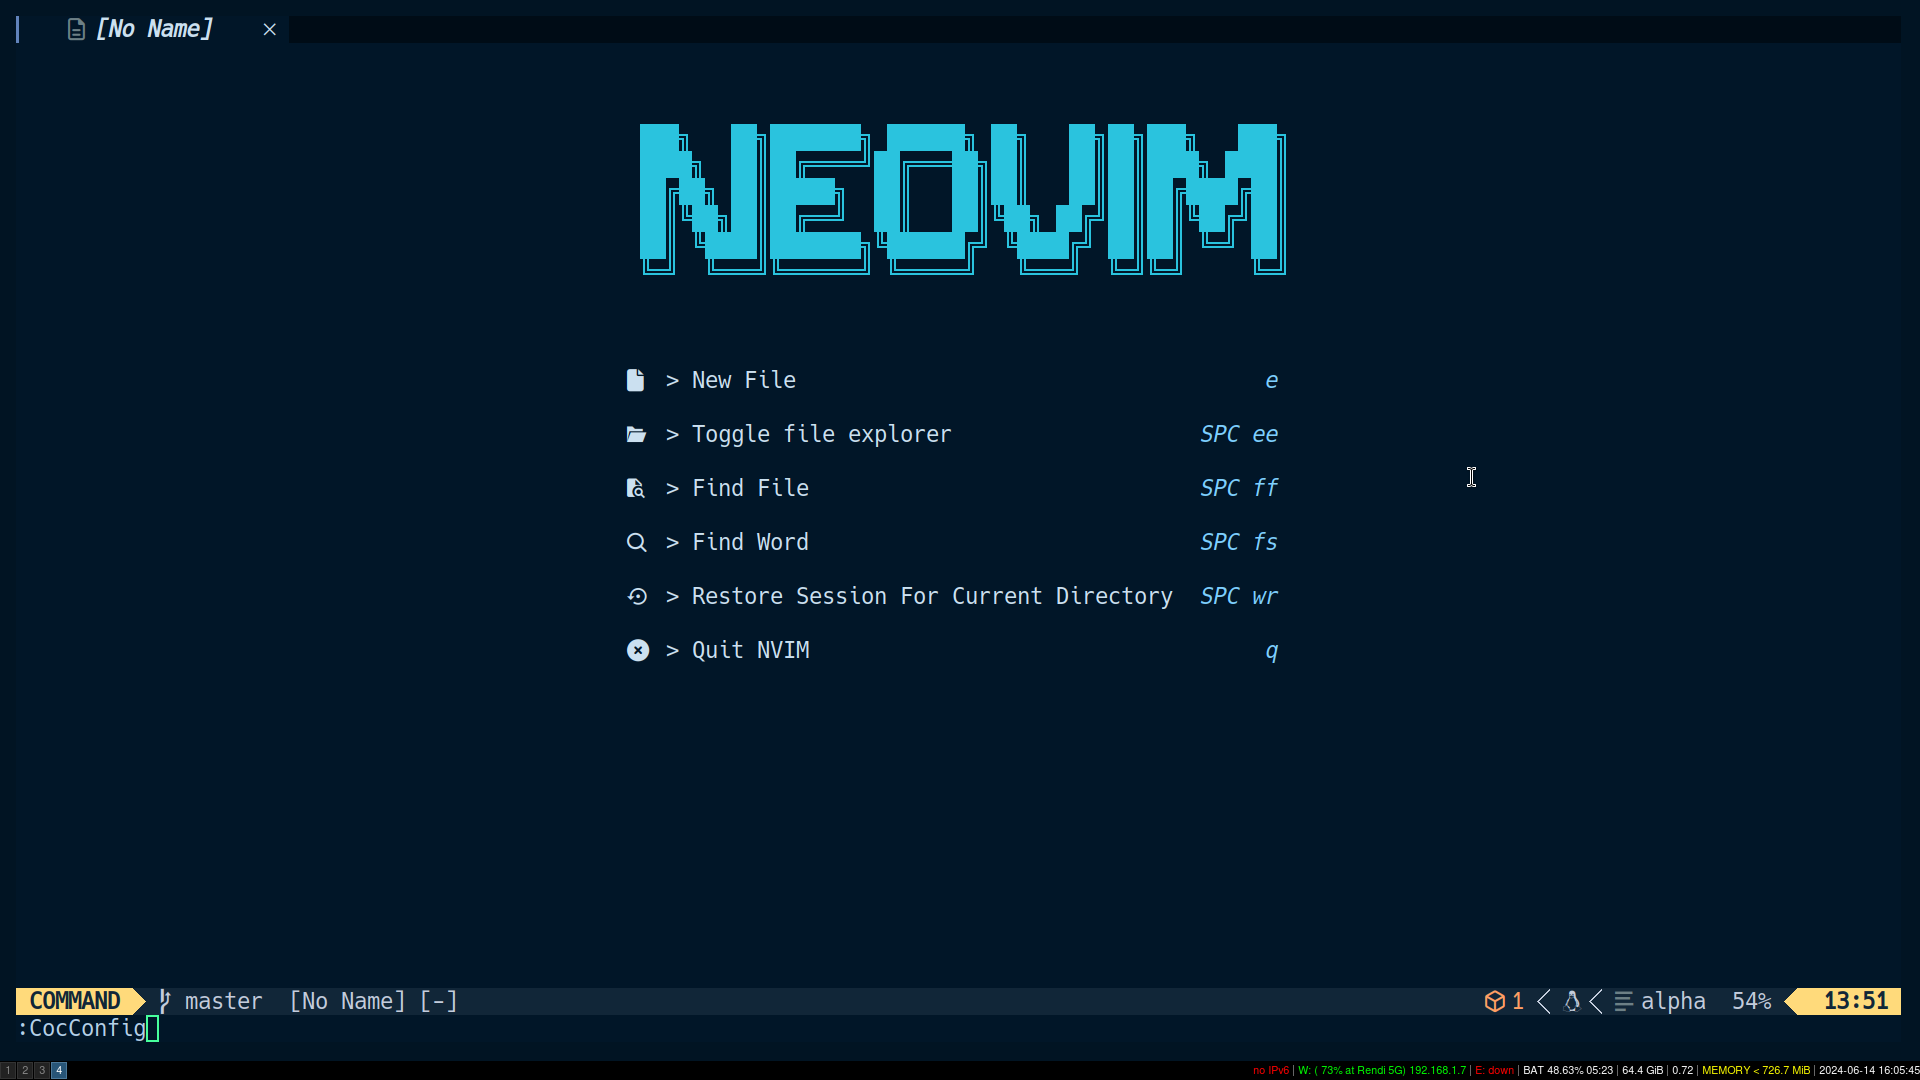 [No Name] ×
NEOVIM
> New File e
> Toggle file explorer SPC ee
> Find File SPC ff
> Find Word SPC fs
> Restore Session For Current Directory SPC wr
> Quit NVIM q
COMMAND master [No Name] [-] 1 alpha 54% 13:51
:CocConfig
1 2 3 4 no IPv6 | W: ( 73% at Rendi 5G) 192.168.1.7 | E: down | BAT 48.63% 05:23 | 64.4 GiB | 0.72 | MEMORY < 726.7 MiB | 2024-06-14 16:05:45